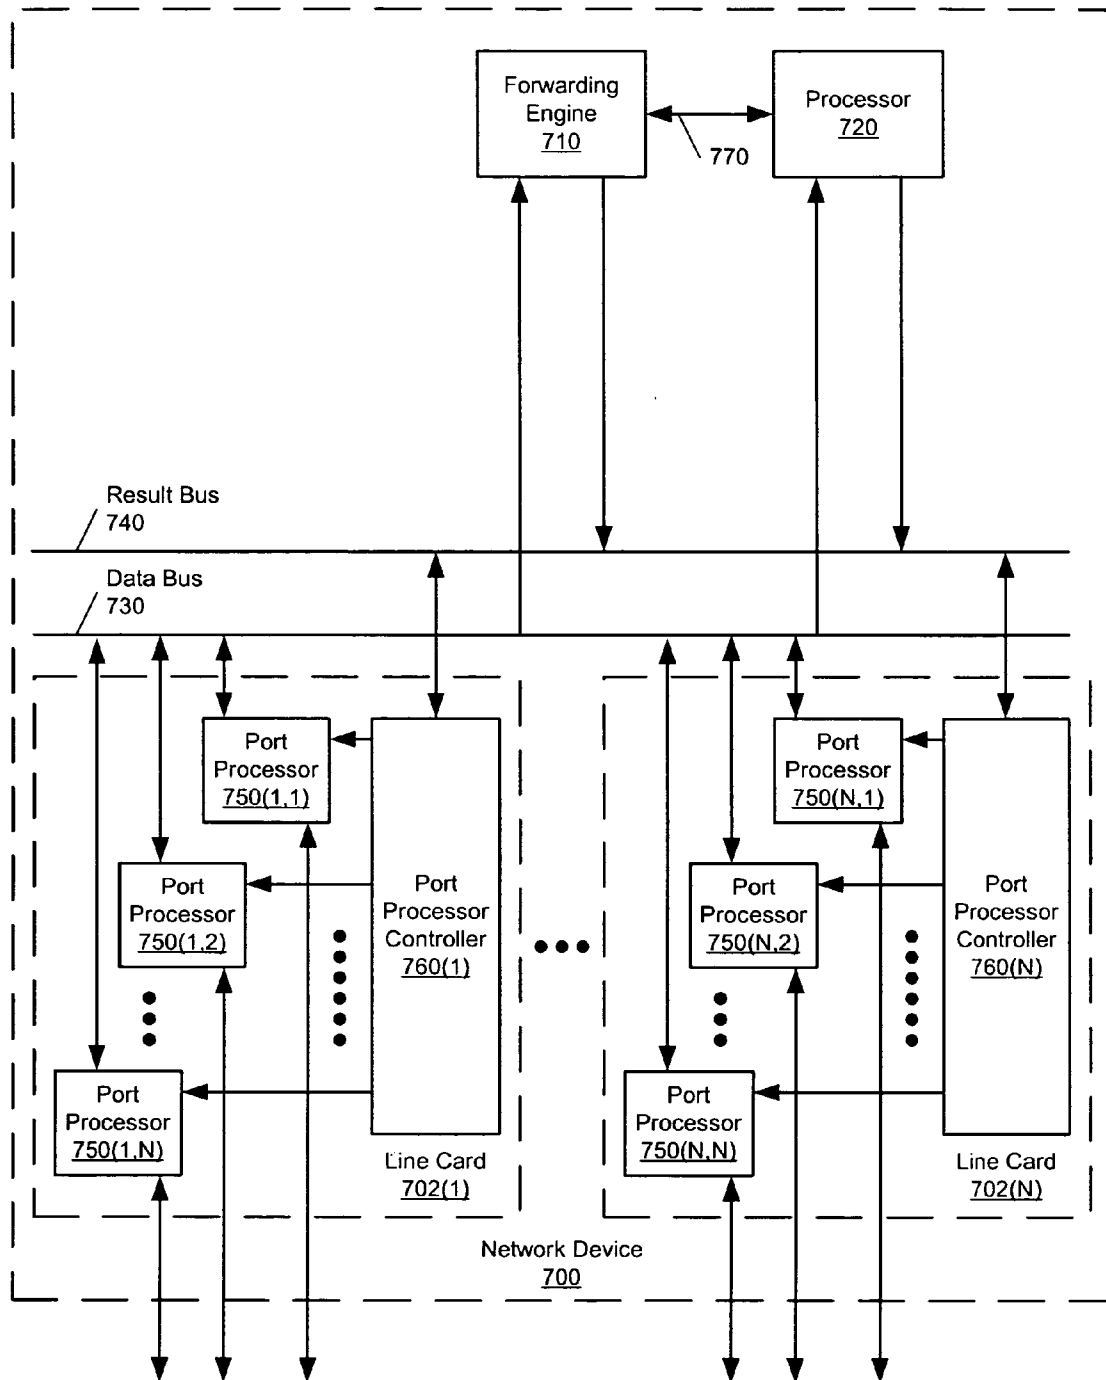 Forwarding
Engine
710
Processor
720
770
Result Bus
740
Data Bus
730
Port
Processor
750(1,1)
Port
Processor
750(1,2)
Port
Processor
750(1,N)
Port
Processor
Controller
760(1)
Line Card
702(1)
Port
Processor
750(N,1)
Port
Processor
750(N,2)
Port
Processor
750(N,N)
Port
Processor
Controller
760(N)
Line Card
702(N)
Network Device
700